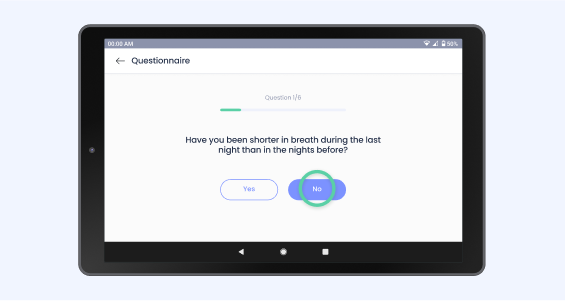 00:00 AM
50%
Questionnaire
Question 1/6
Have you been shorter in breath during the last
night than in the nights before?
Yes
No